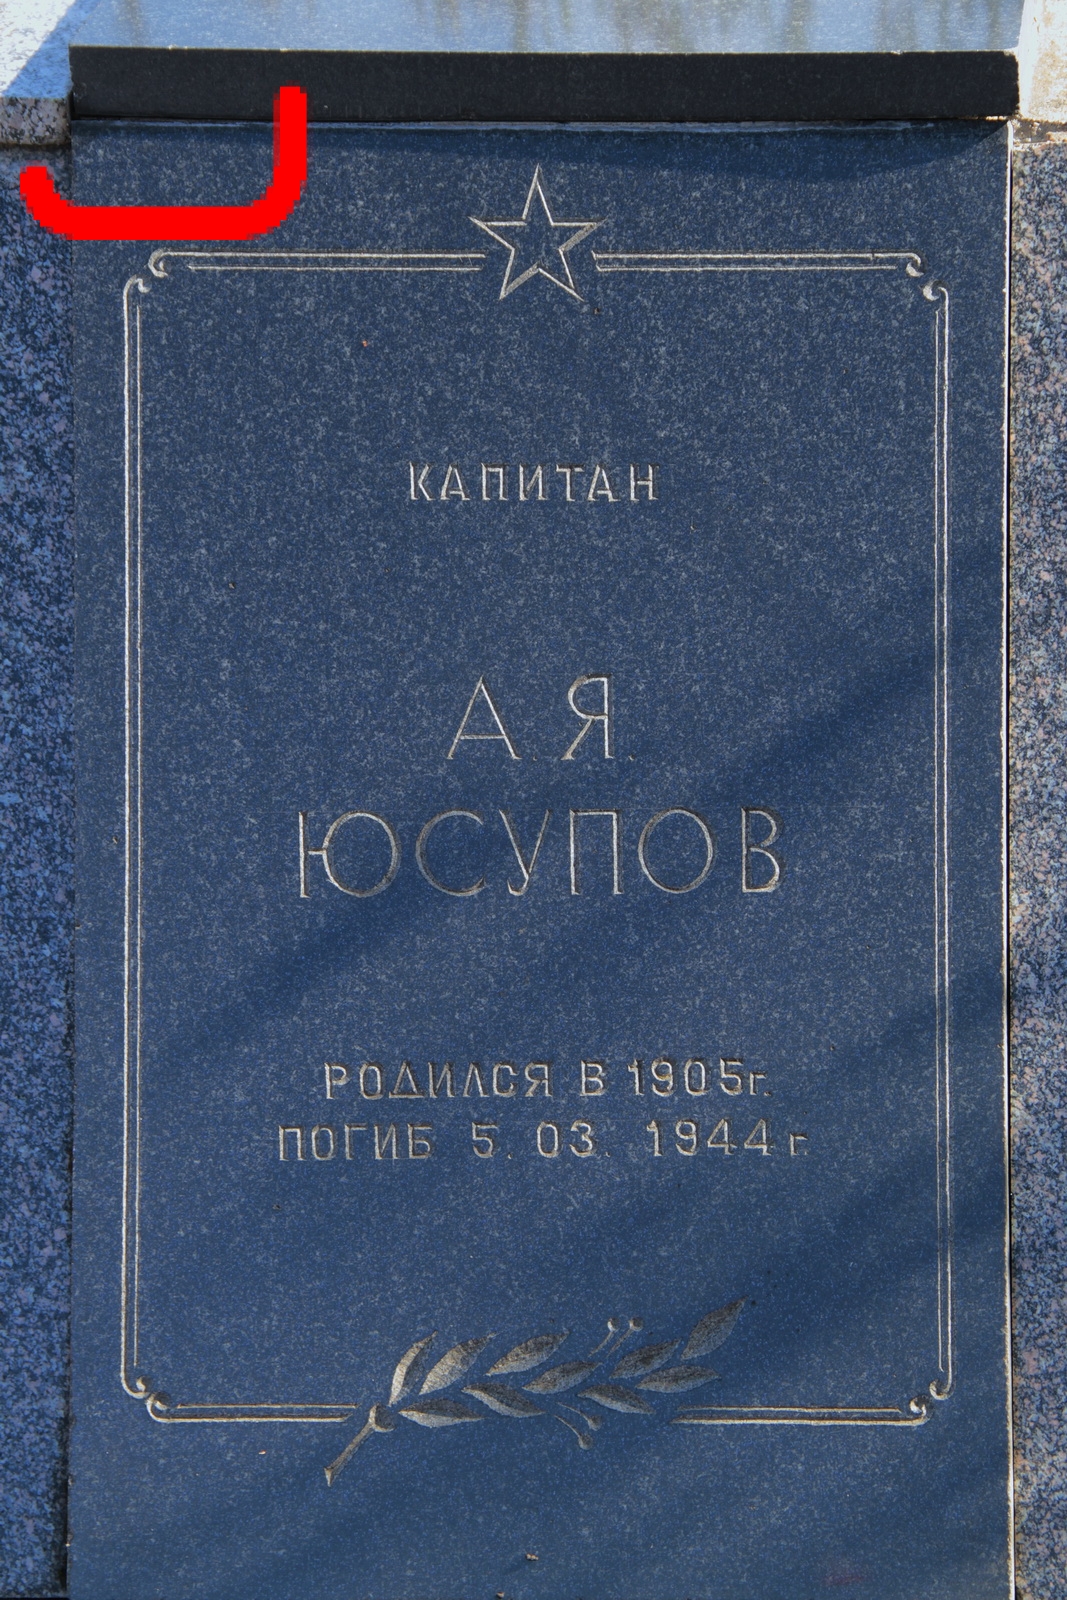 КАПИТАН
А. Я.
ЮСУПОВ
РОДИЛСЯ В 1905г.
ПОГИБ 5. 03. 1944г.